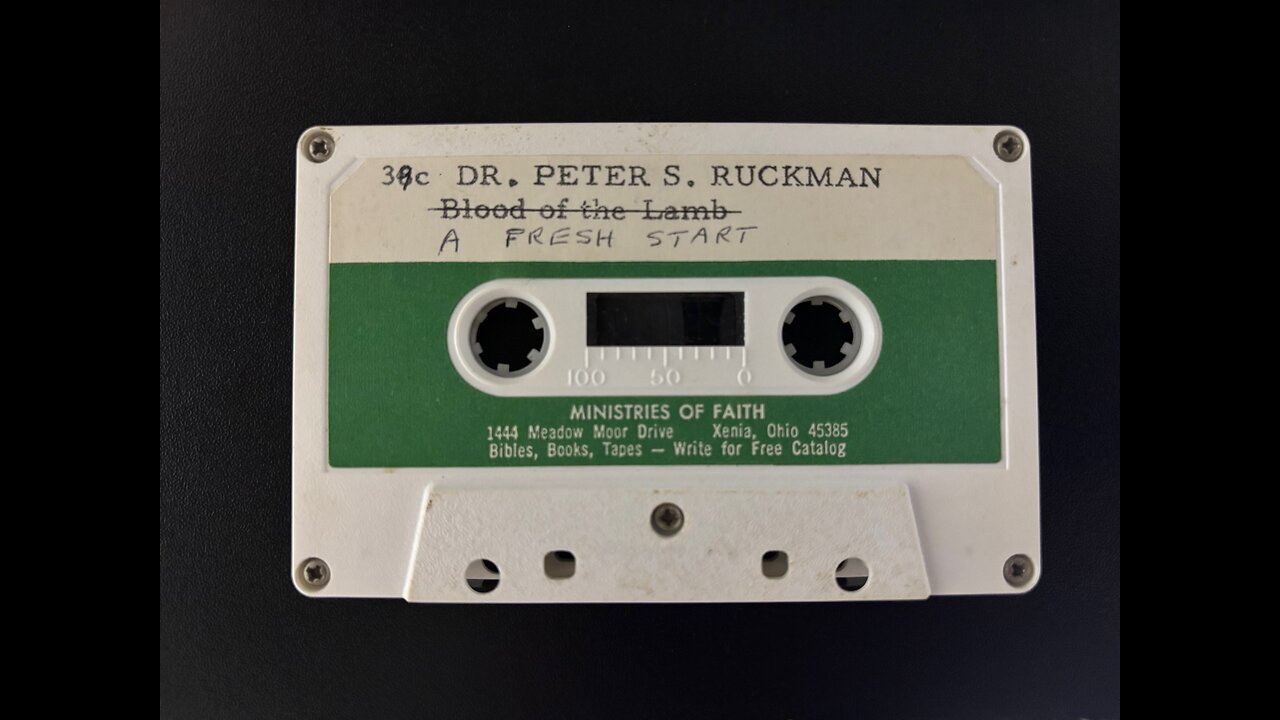 DR. PETER S. RUCKMAN
Blood of the Lamb
A FRESH START
100 50 0
MINISTRIES OF FAITH
1444 Meadow Moor Drive Xenia, Ohio 45385
Bibles, Books, Tapes — Write for Free Catalog